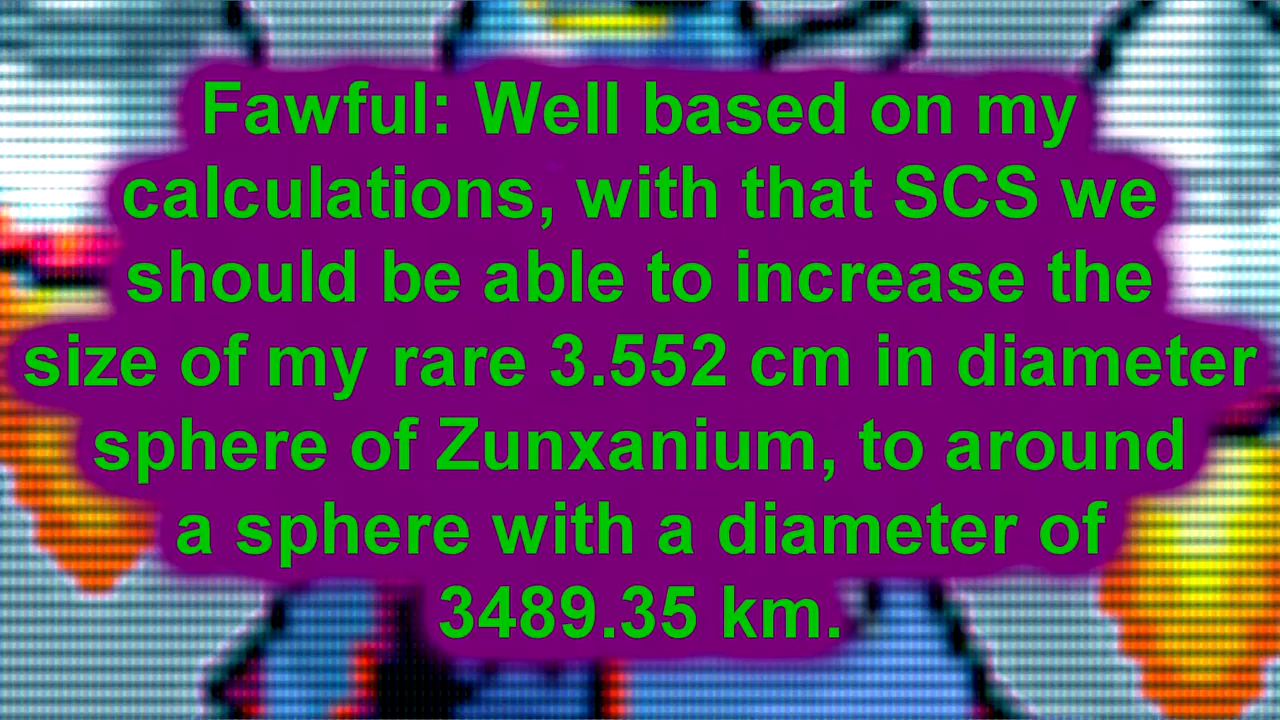 Fawful: Well based on my
calculations, with that SCS we
should be able to increase the
size of my rare 3.552 cm in diameter
sphere of Zunxanium, to around
a sphere with a diameter of
3489.35 km.